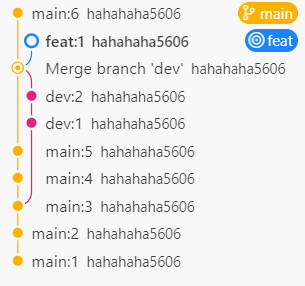 main:6 hahahaha5606 main
feat:1 hahahaha5606 feat
Merge branch 'dev' hahahaha5606
dev:2 hahahaha5606
dev:1 hahahaha5606
main:5 hahahaha5606
main:4 hahahaha5606
main:3 hahahaha5606
main:2 hahahaha5606
main:1 hahahaha5606